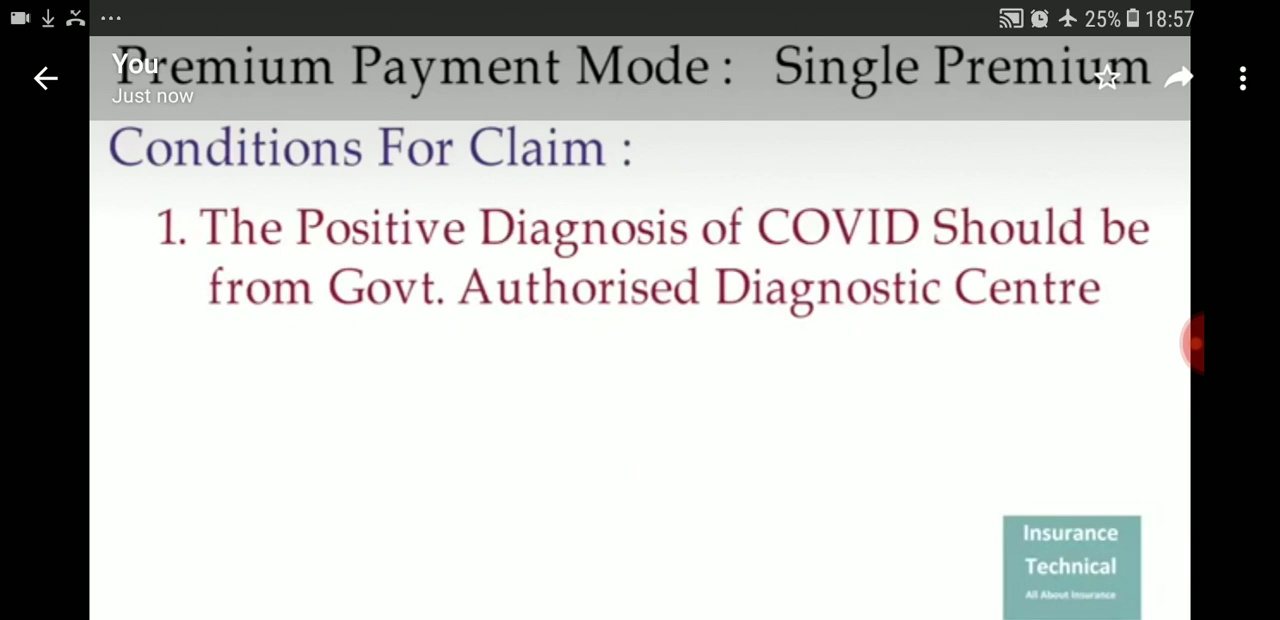 25% 18:57
Premium Payment Mode : Single Premium
You
Just now
Conditions For Claim :
1. The Positive Diagnosis of COVID Should be
from Govt. Authorised Diagnostic Centre
Insurance
Technical
All About Insurance